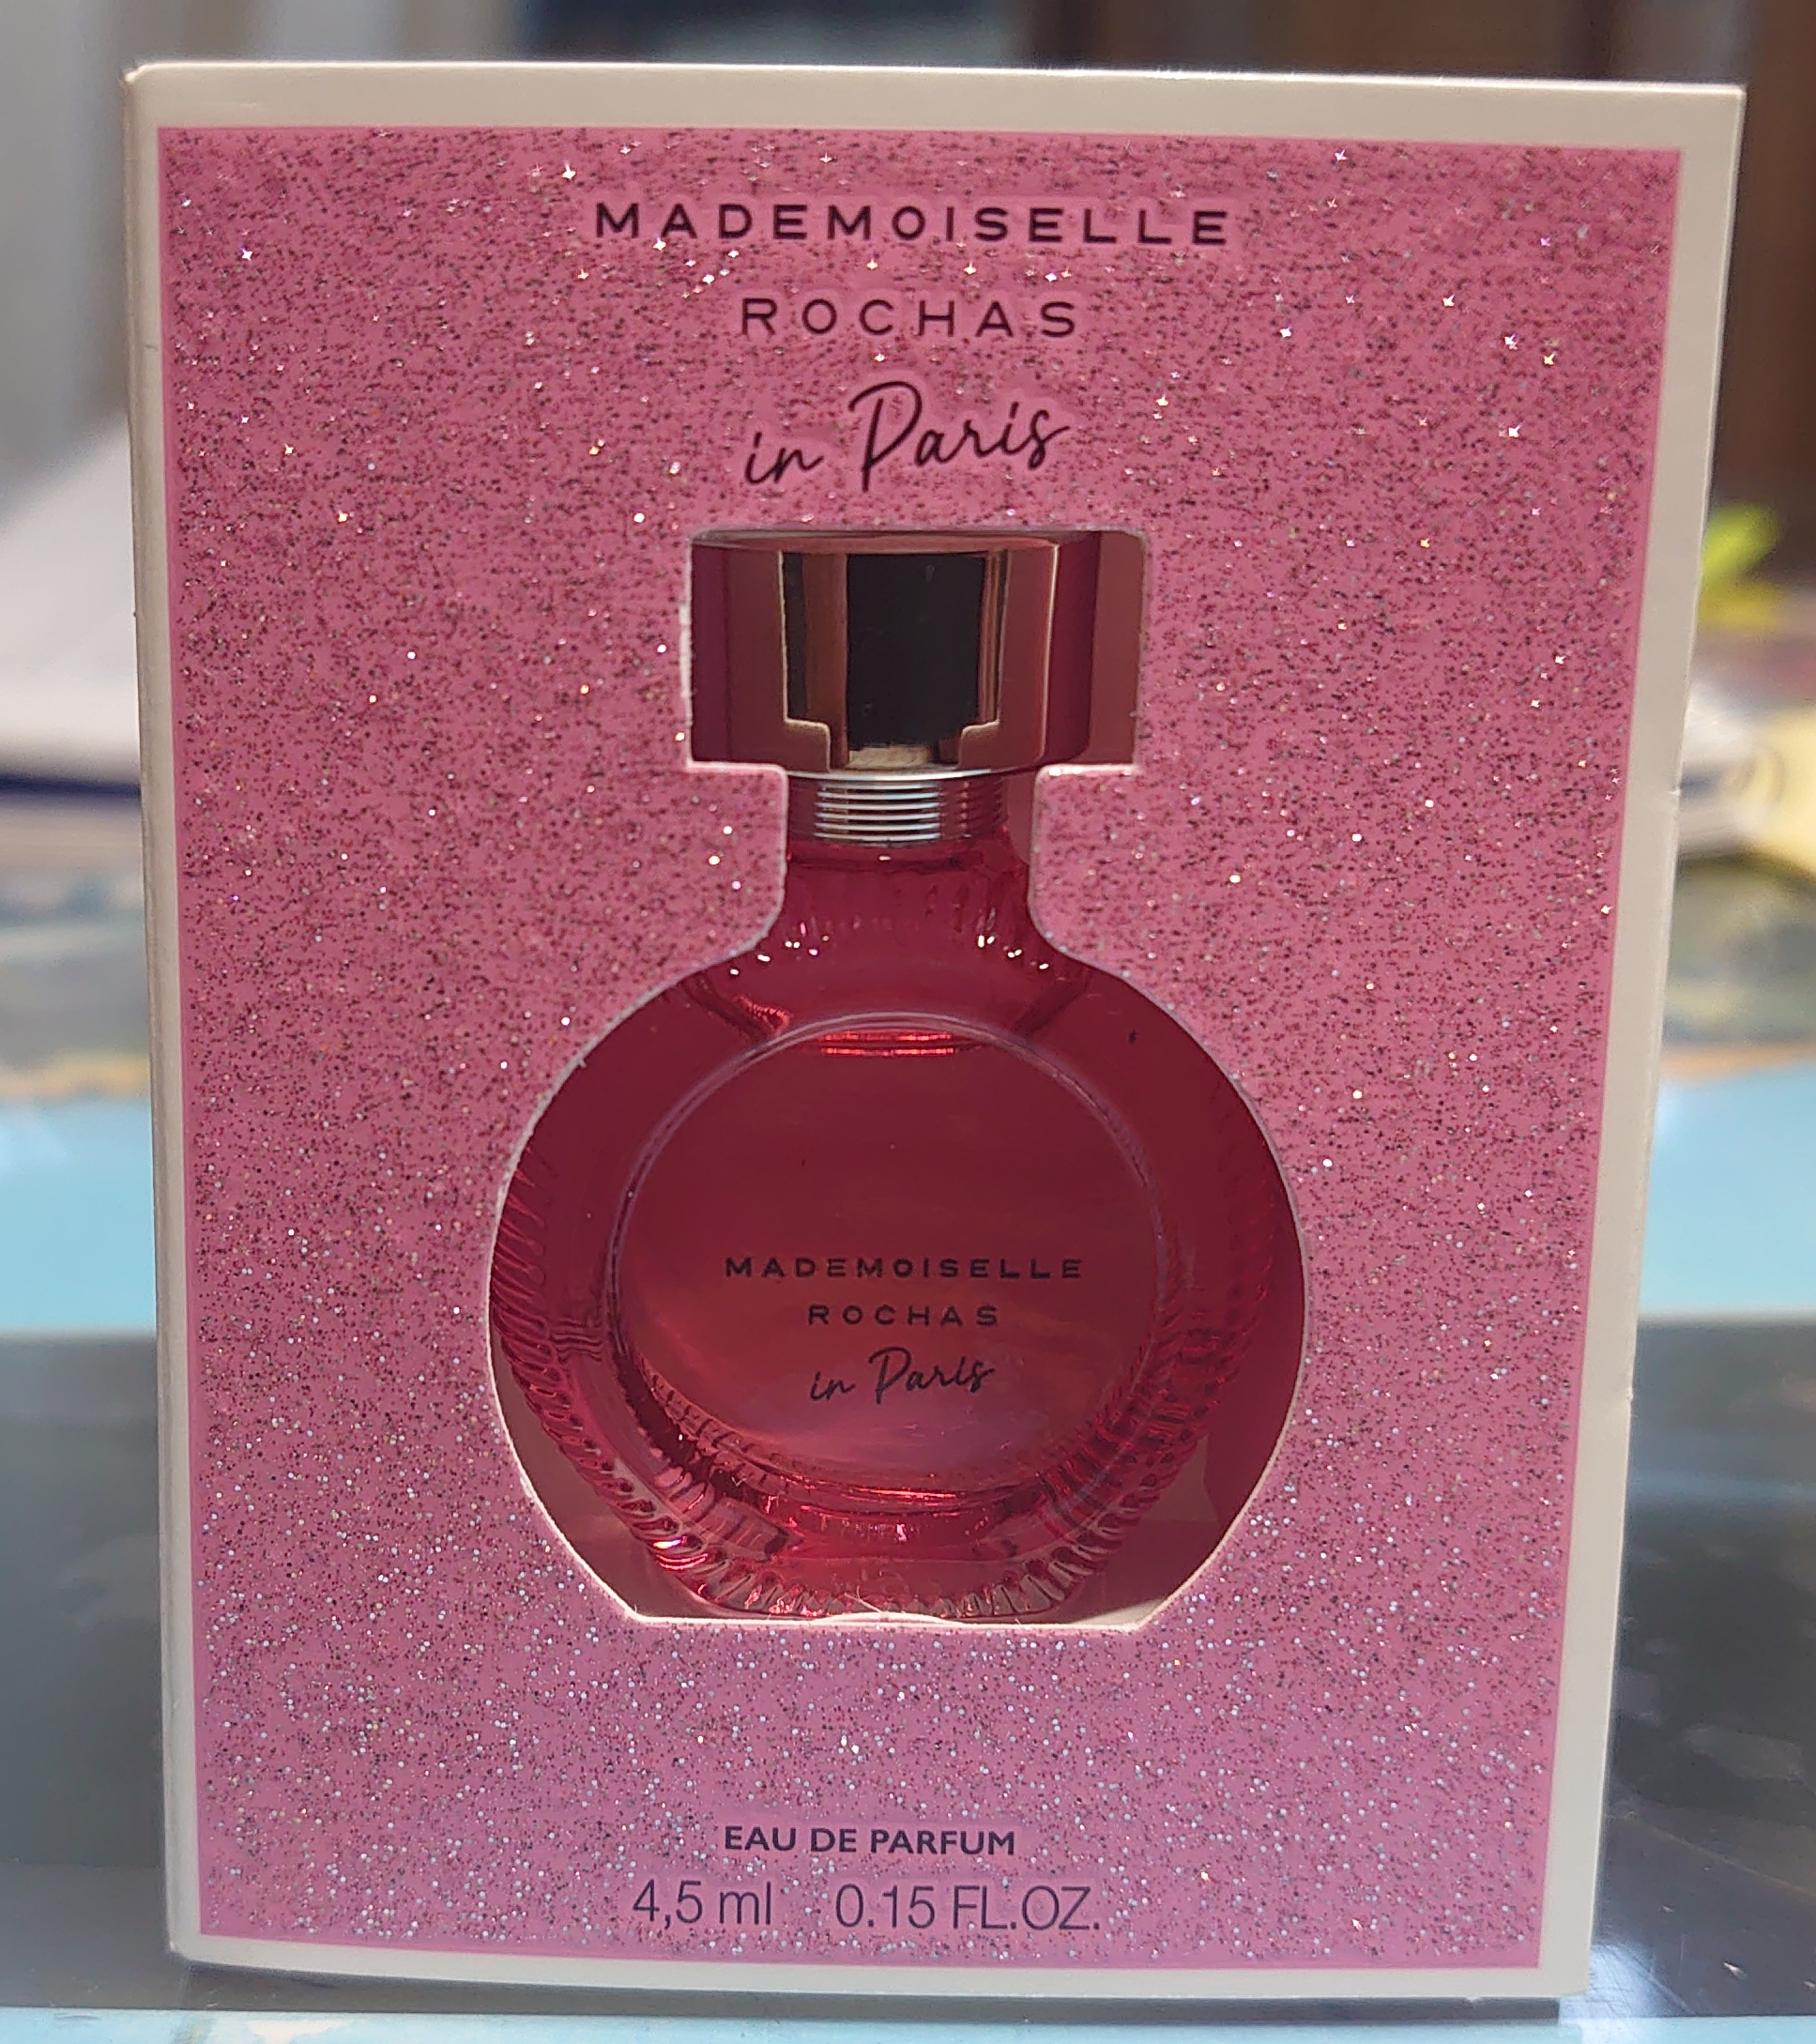 MADEMOISELLE
ROCHAS
in Paris
MADEMOISELLE
ROCHAS
in Paris
EAU DE PARFUM
4,5 ml 0.15 FL.OZ.